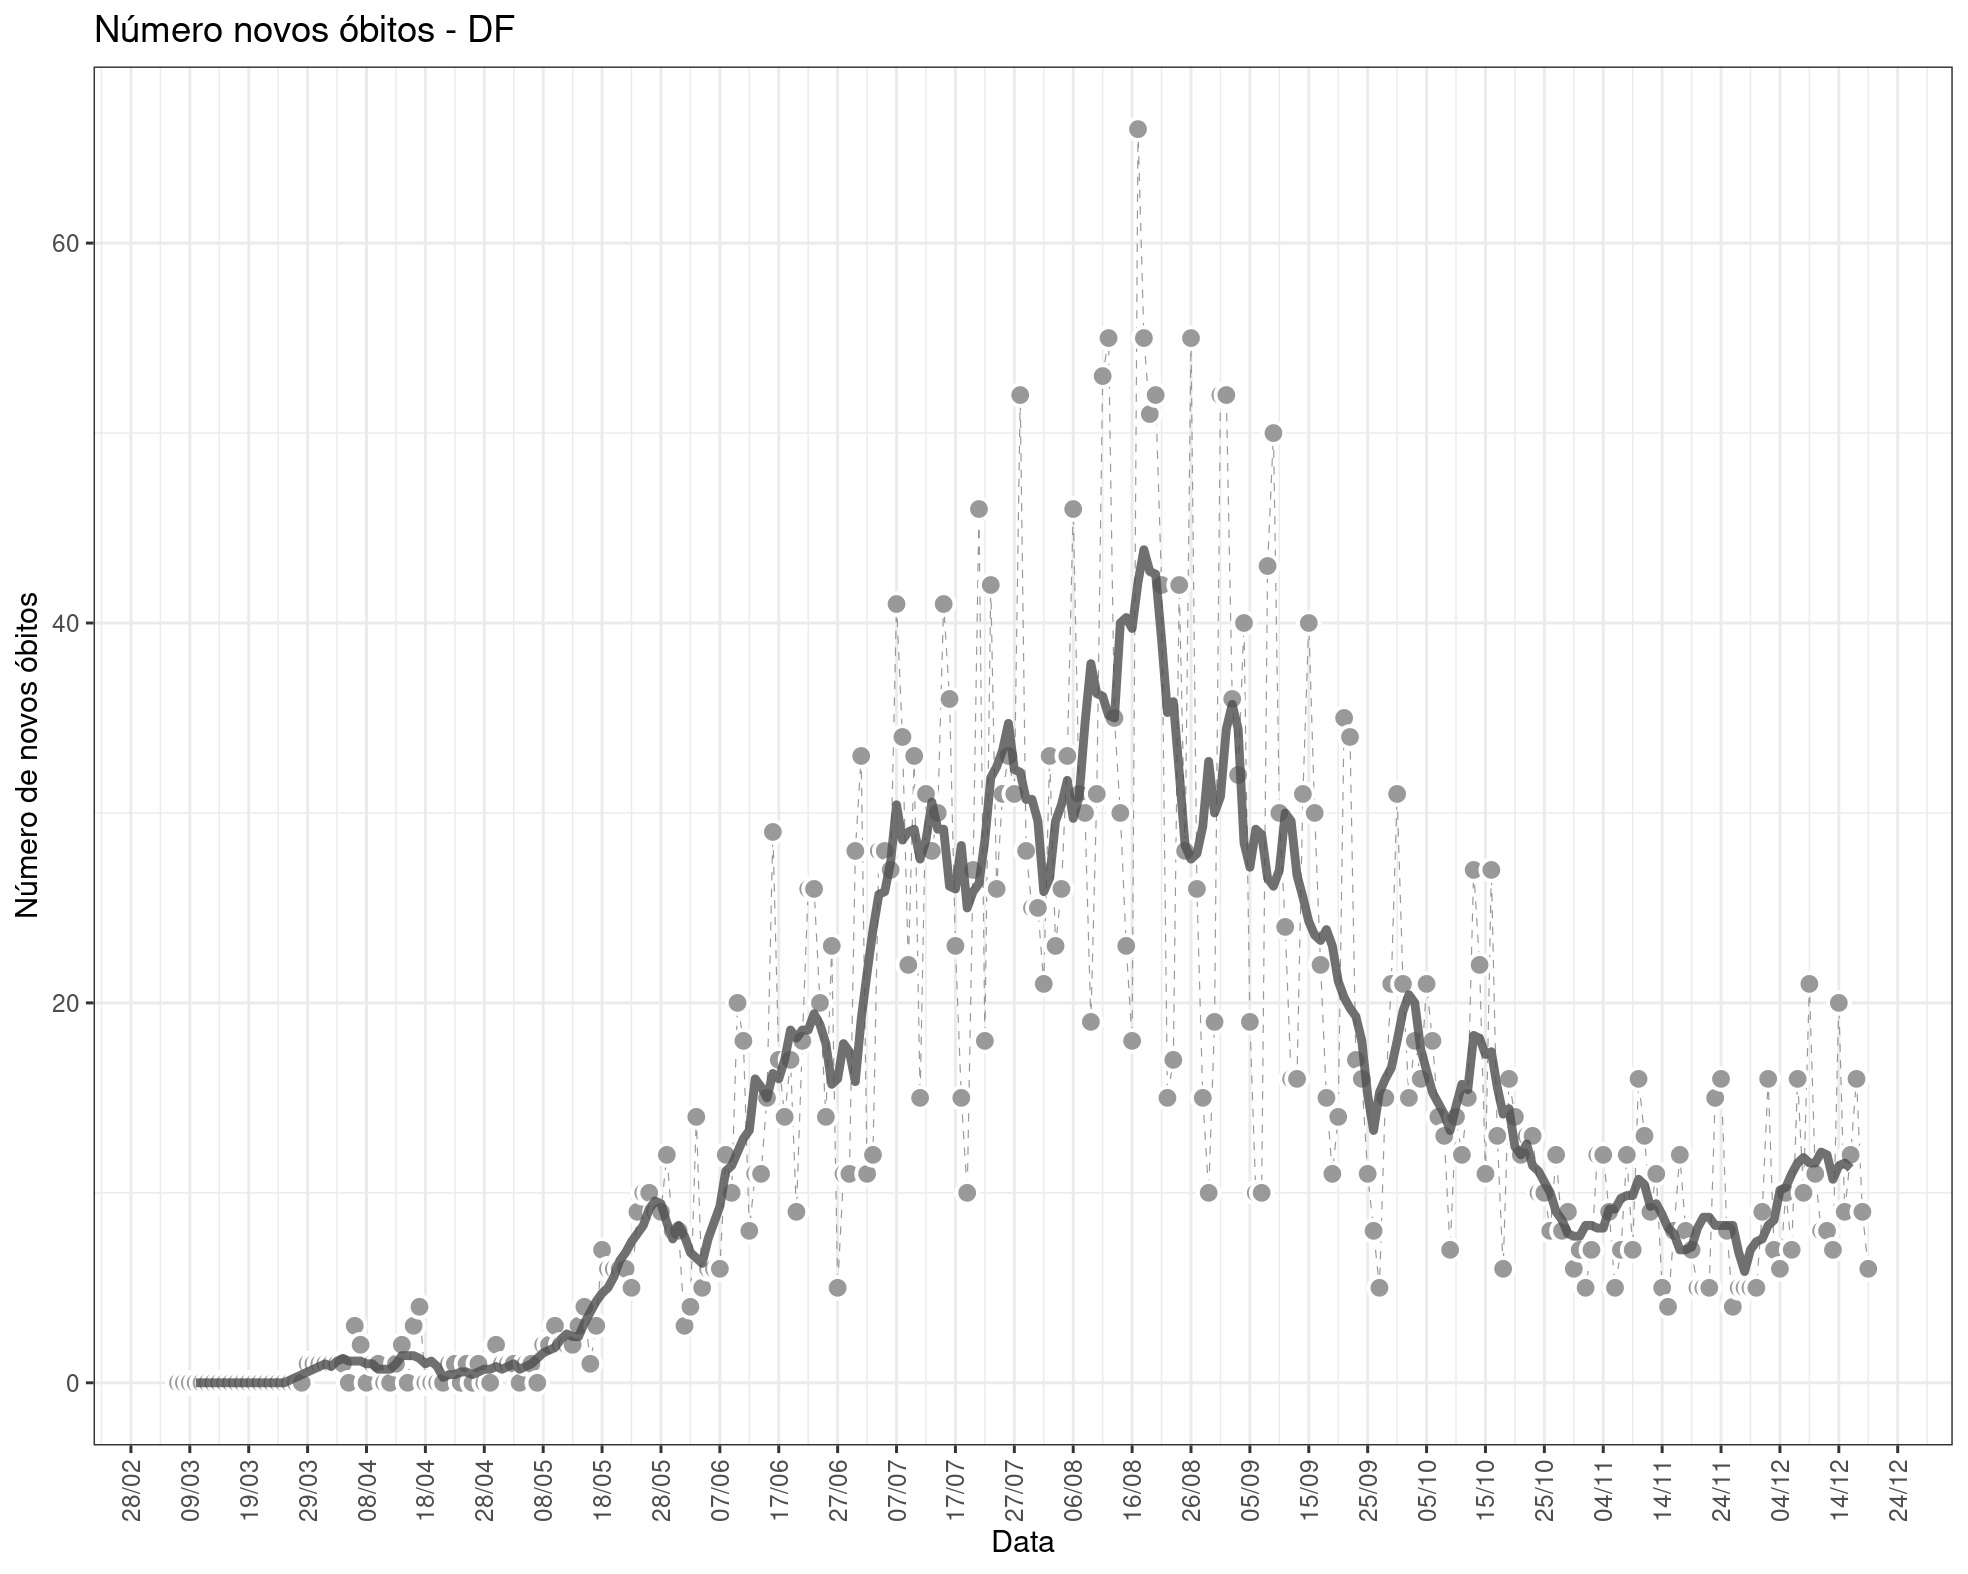 Número novos óbitos - DF
Número de novos óbitos
60
40
20
0
28/02 09/03 19/03 29/03 08/04 18/04 28/04 08/05 18/05 28/05 07/06 17/06 27/06 07/07 17/07 27/07 06/08 16/08 26/08 05/09 15/09 25/09 05/10 15/10 25/10 04/11 14/11 24/11 04/12 14/12 24/12
Data